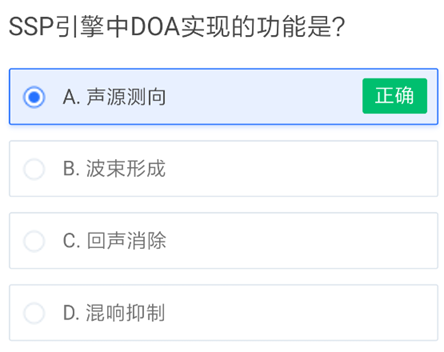 SSP引擎中DOA实现的功能是?
A. 声源测向
正确
B. 波束形成
C. 回声消除
D. 混响抑制